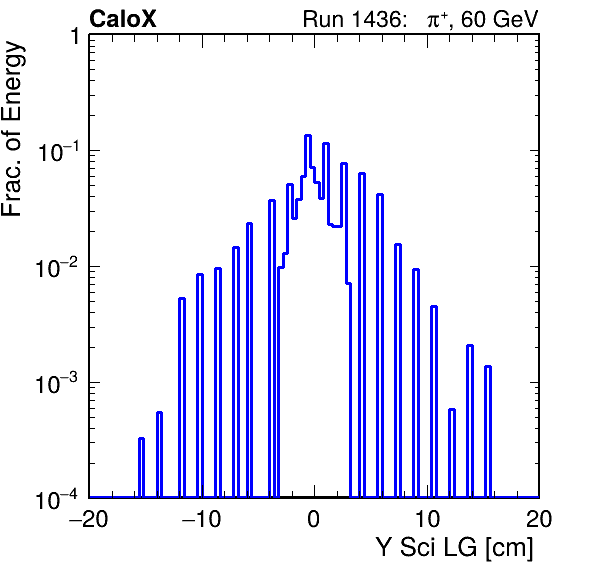 CaloX Run 1436: π⁺, 60 GeV
Frac. of Energy
1
10⁻¹
10⁻²
10⁻³
10⁻⁴
−20 −10 0 10 20
Y Sci LG [cm]